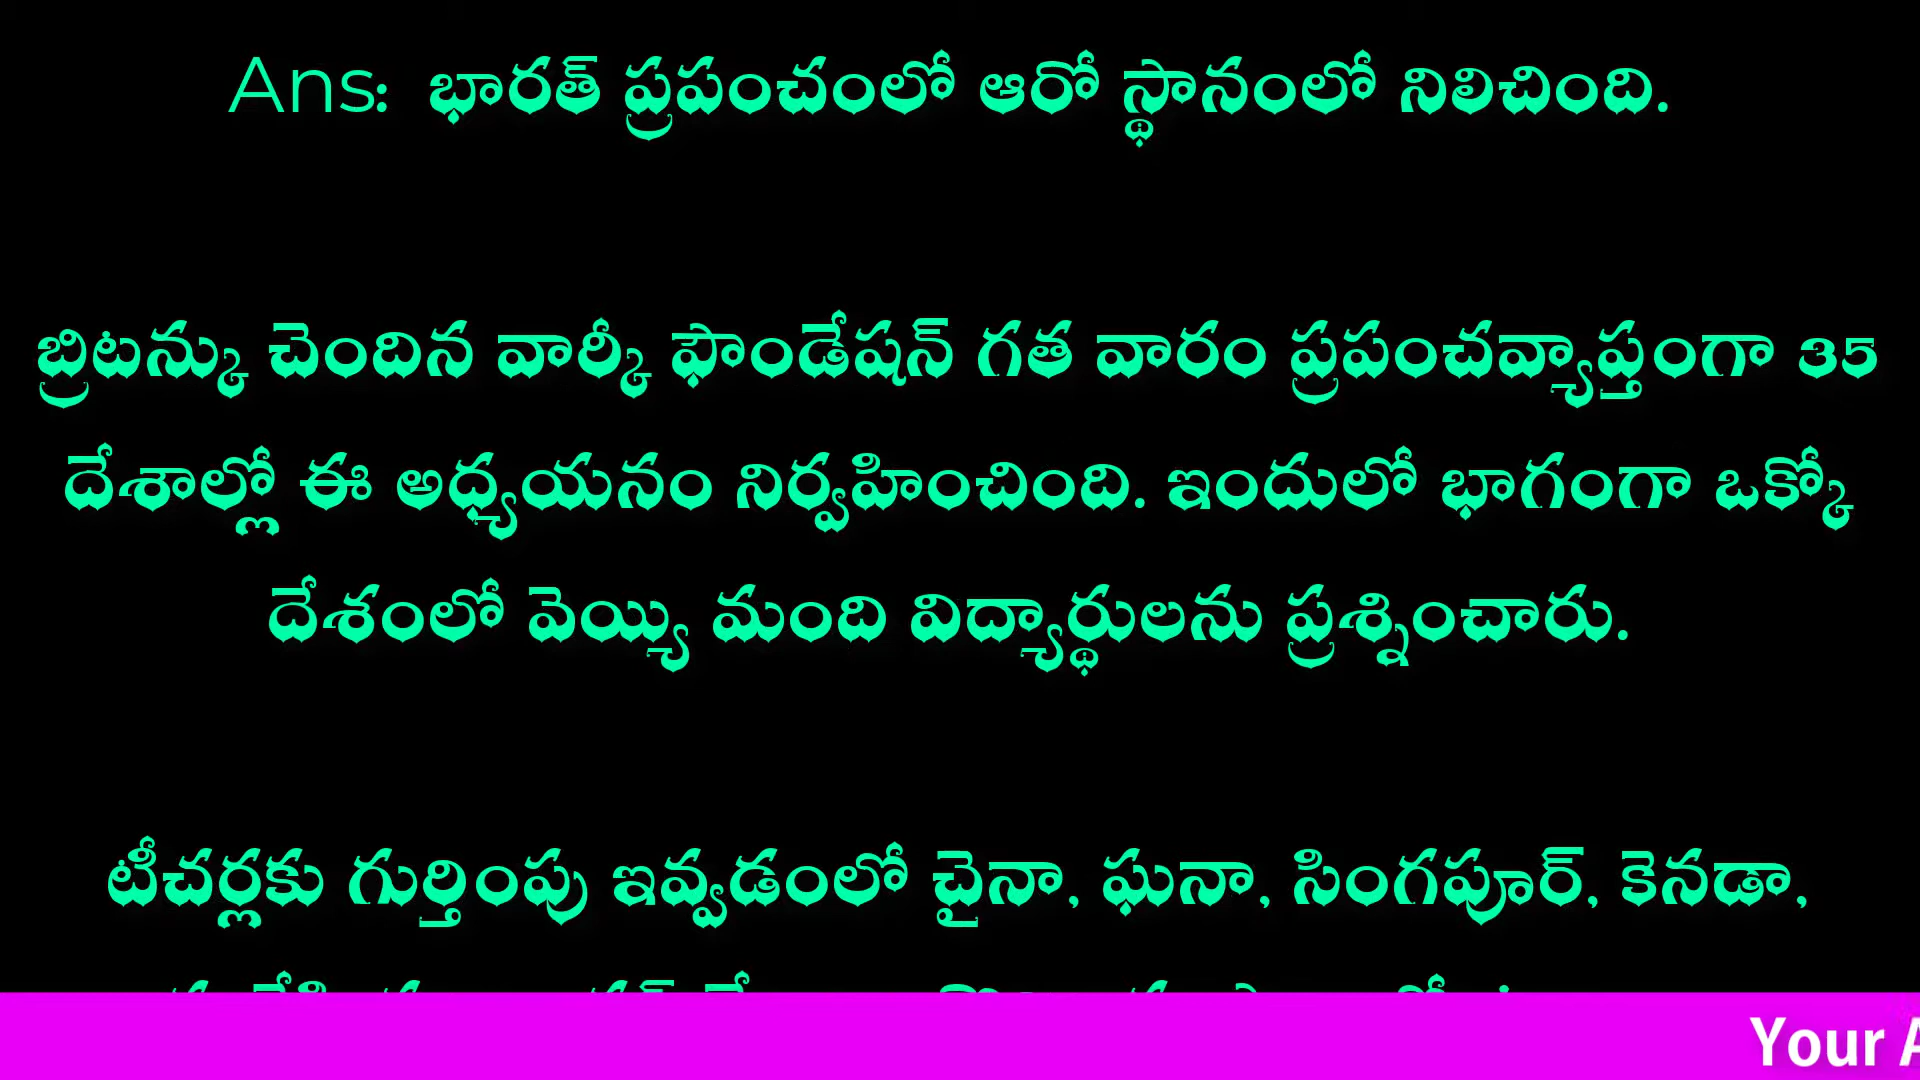 Ans: భారత్ ప్రపంచంలో ఆరో స్థానంలో నిలిచింది.
బ్రిటన్కు చెందిన వార్కీ ఫౌండేషన్ గత వారం ప్రపంచవ్యాప్తంగా 35
దేశాల్లో ఈ అధ్యయనం నిర్వహించింది. ఇందులో భాగంగా ఒక్కో
దేశంలో వెయ్యి మంది విద్యార్థులను ప్రశ్నించారు.
టీచర్లకు గుర్తింపు ఇవ్వడంలో చైనా, ఘనా, సింగపూర్, కెనడా,
Your